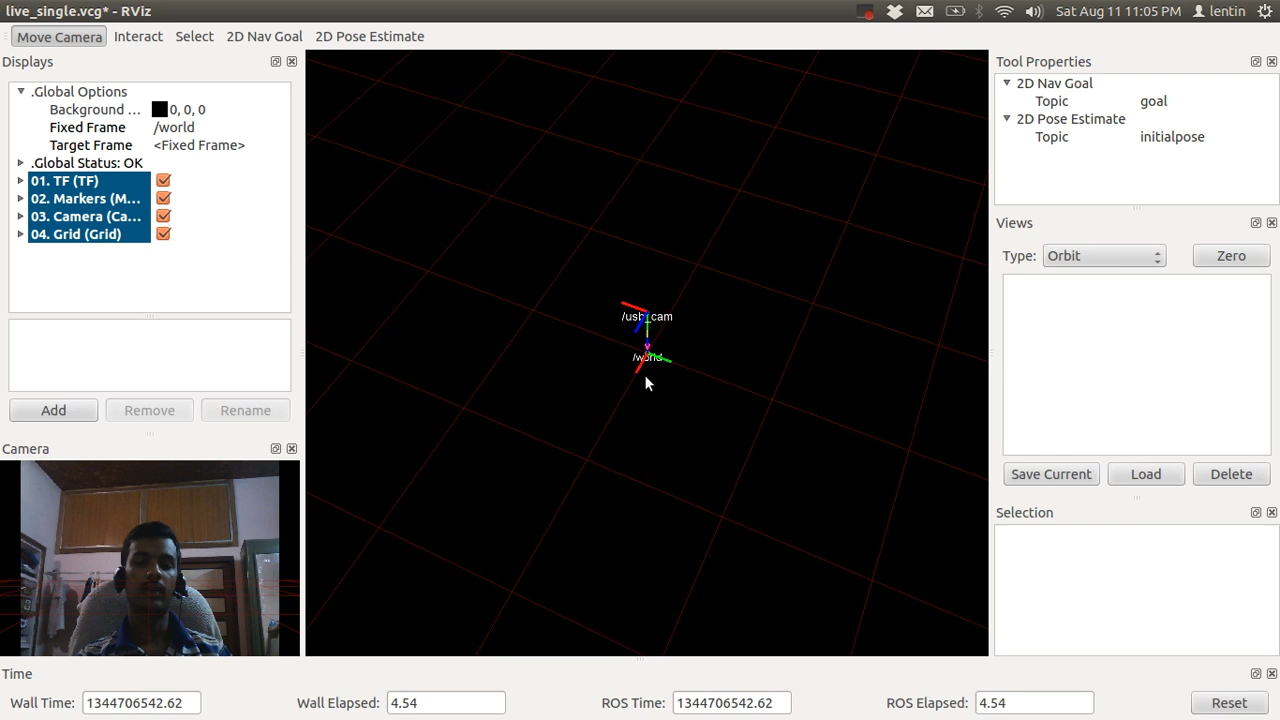 live_single.vcg* - RViz
Sat Aug 11 11:05 PM
lentin
Move Camera Interact Select 2D Nav Goal 2D Pose Estimate
Displays
.Global Options
Background ... 0, 0, 0
Fixed Frame /world
Target Frame <Fixed Frame>
.Global Status: OK
01. TF (TF)
02. Markers (M...
03. Camera (Ca...
04. Grid (Grid)
Add Remove Rename
Camera
/usb_cam
/world
Tool Properties
2D Nav Goal
Topic goal
2D Pose Estimate
Topic initialpose
Views
Type: Orbit Zero
Save Current Load Delete
Selection
Time
Wall Time: 1344706542.62 Wall Elapsed: 4.54 ROS Time: 1344706542.62 ROS Elapsed: 4.54 Reset